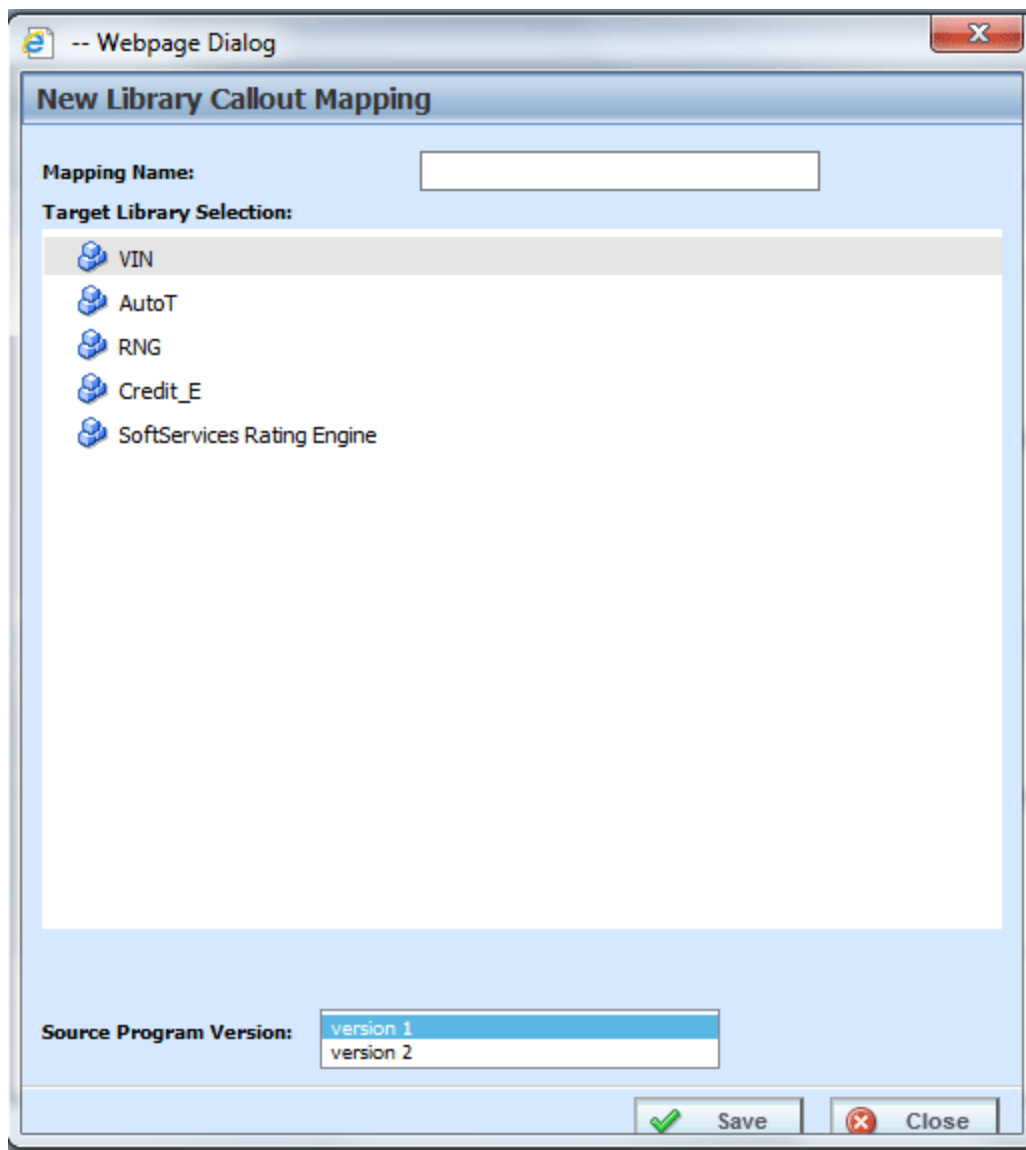 -- Webpage Dialog
New Library Callout Mapping
Mapping Name:
Target Library Selection:
VIN
AutoT
RNG
Credit_E
SoftServices Rating Engine
Source Program Version:
version 1
version 2
Save
Close